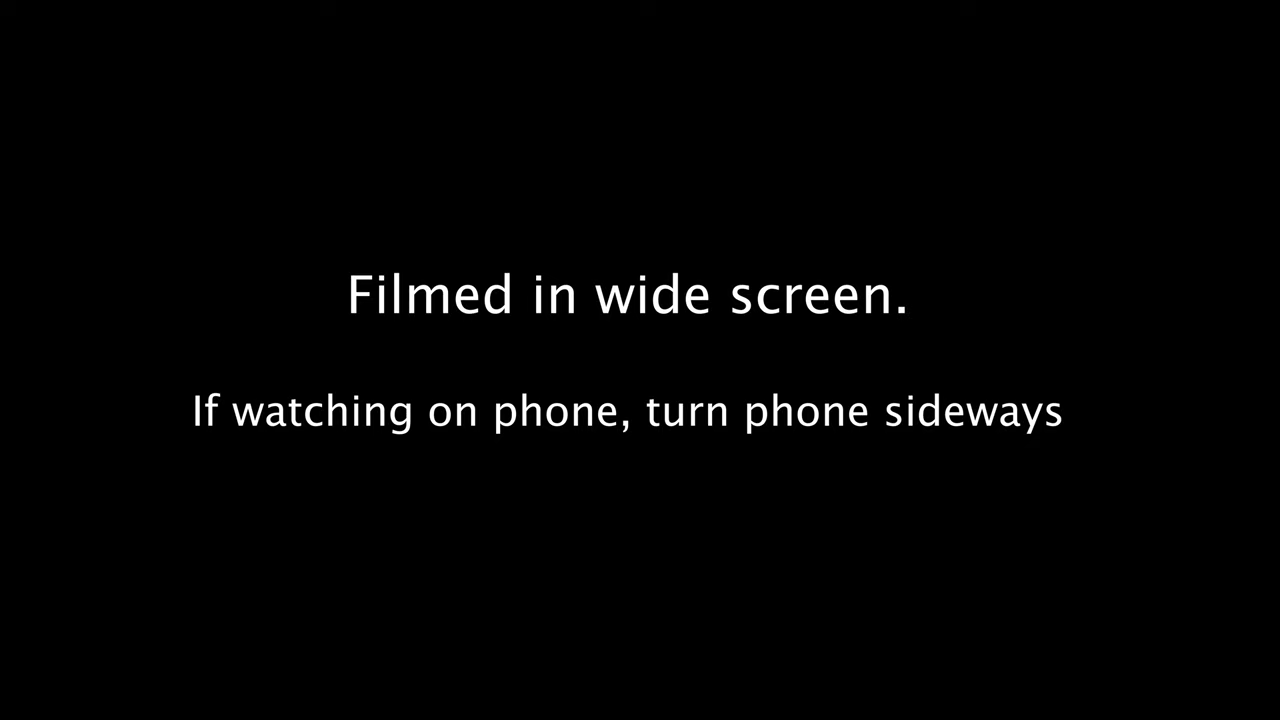 Filmed in wide screen.
If watching on phone, turn phone sideways